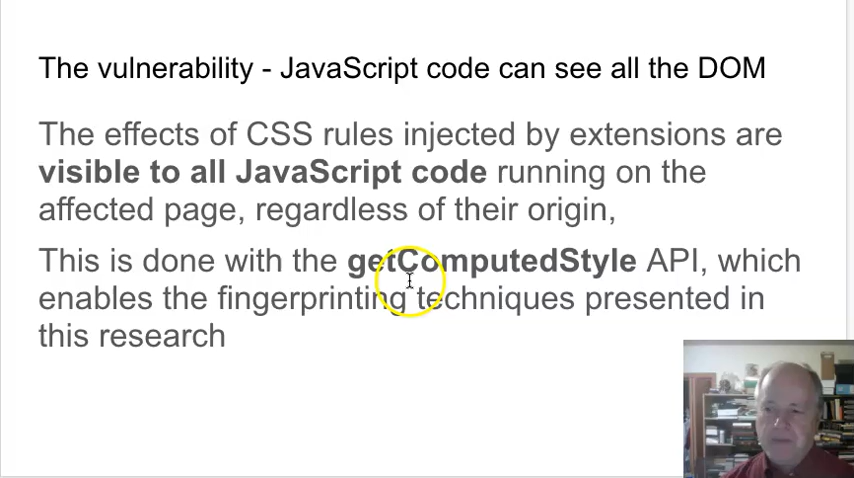 The vulnerability - JavaScript code can see all the DOM
The effects of CSS rules injected by extensions are
visible to all JavaScript code running on the
affected page, regardless of their origin,
This is done with the getComputedStyle API, which
enables the fingerprinting techniques presented in
this research